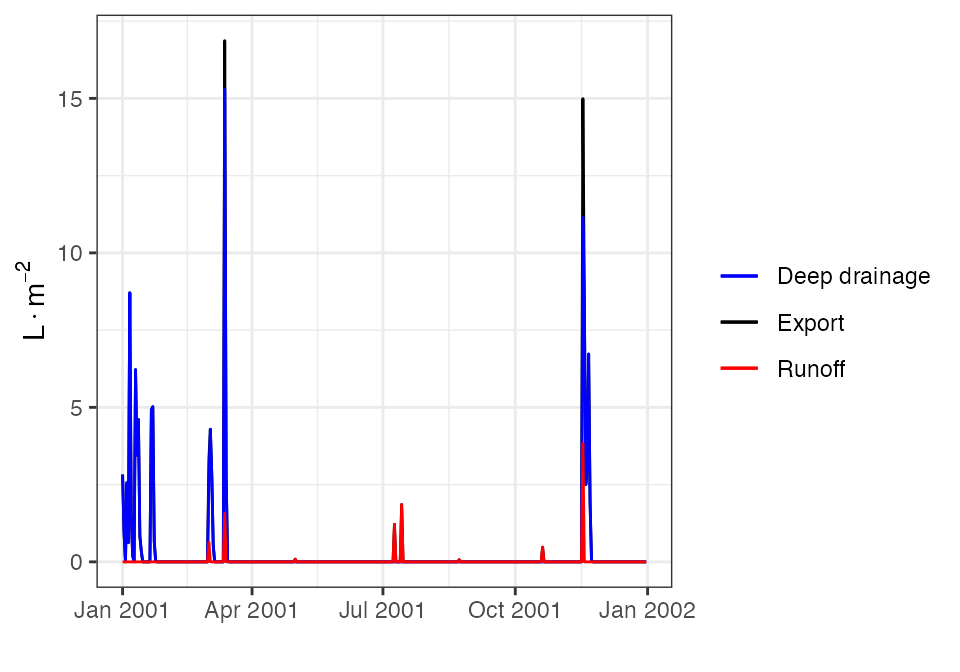 15
10
5
0
L · m⁻²
Jan 2001 Apr 2001 Jul 2001 Oct 2001 Jan 2002
Deep drainage
Export
Runoff